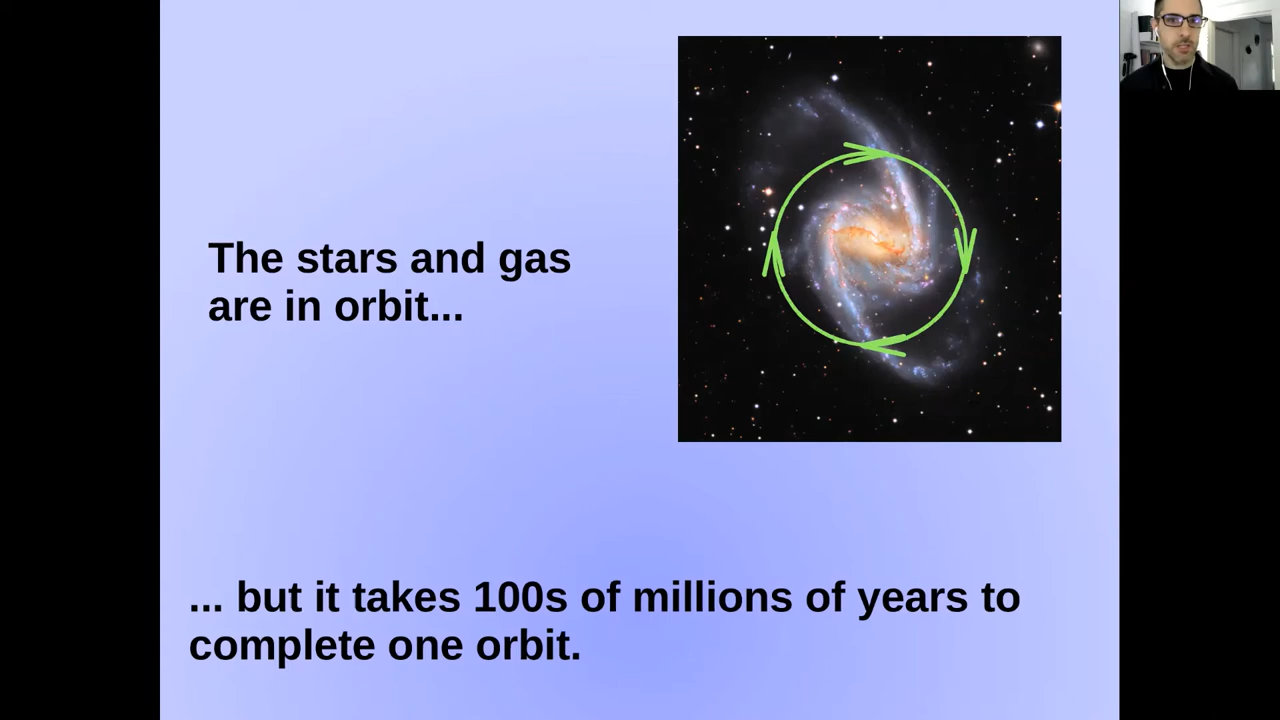 The stars and gas
are in orbit...
... but it takes 100s of millions of years to
complete one orbit.